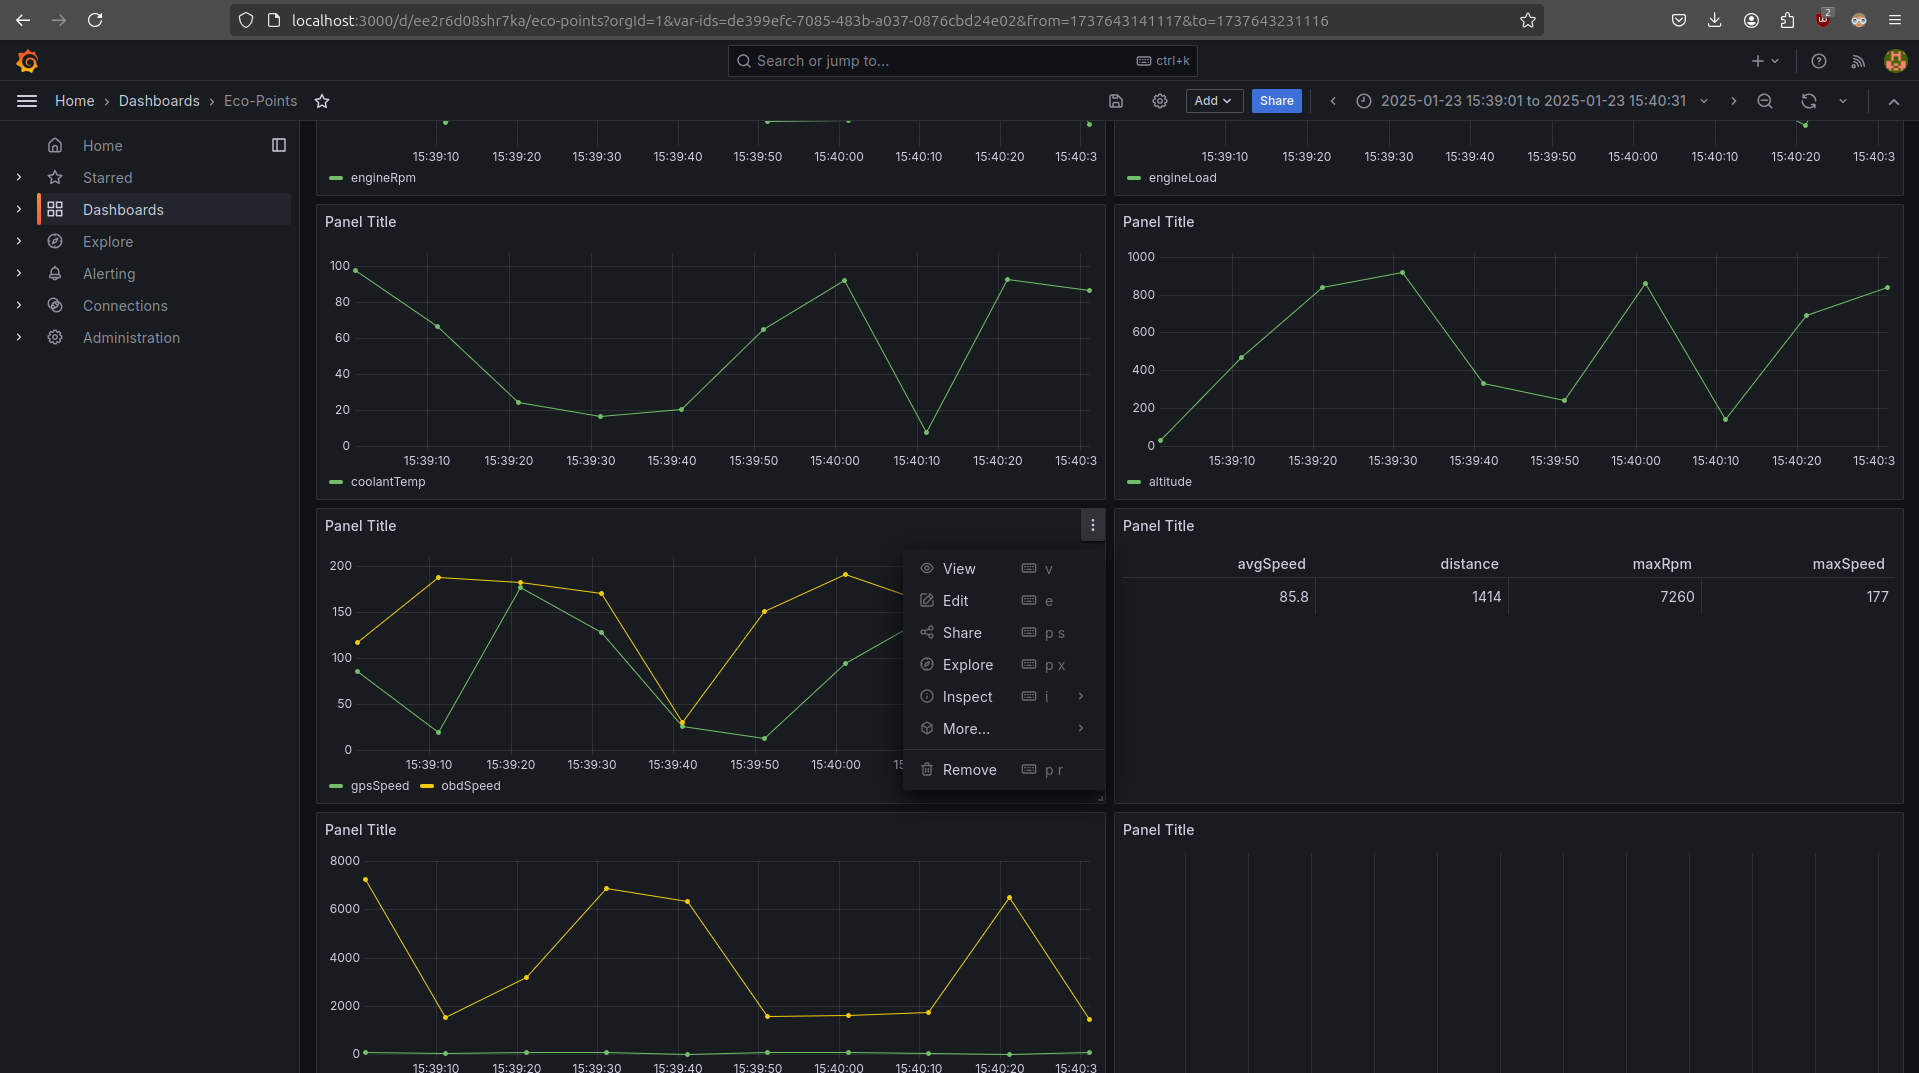 localhost:3000/d/ee2r6d08shr7ka/eco-points?orgId=1&var-ids=de399efc-7085-483b-a037-0876cbd24e02&from=1737643141117&to=1737643231116
2
Search or jump to... ctrl+k
Home › Dashboards › Eco-Points
Add Share 2025-01-23 15:39:01 to 2025-01-23 15:40:31
Home
Starred
Dashboards
Explore
Alerting
Connections
Administration
15:39:10 15:39:20 15:39:30 15:39:40 15:39:50 15:40:00 15:40:10 15:40:20 15:40:3
engineRpm
15:39:10 15:39:20 15:39:30 15:39:40 15:39:50 15:40:00 15:40:10 15:40:20 15:40:3
engineLoad
Panel Title
100
80
60
40
20
0
15:39:10 15:39:20 15:39:30 15:39:40 15:39:50 15:40:00 15:40:10 15:40:20 15:40:3
coolantTemp
Panel Title
1000
800
600
400
200
0
15:39:10 15:39:20 15:39:30 15:39:40 15:39:50 15:40:00 15:40:10 15:40:20 15:40:3
altitude
Panel Title
200
150
100
50
0
15:39:10 15:39:20 15:39:30 15:39:40 15:39:50 15:40:00 15
gpsSpeed obdSpeed
View v
Edit e
Share p s
Explore p x
Inspect i
More...
Remove p r
Panel Title
avgSpeed distance maxRpm maxSpeed
85.8 1414 7260 177
Panel Title
8000
6000
4000
2000
0
15:39:10 15:39:20 15:39:30 15:39:40 15:39:50 15:40:00 15:40:10 15:40:20 15:40:3
Panel Title